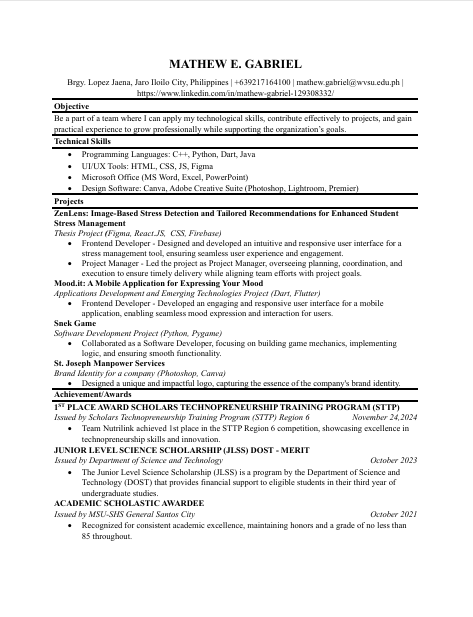 MATHEW E. GABRIEL
Brgy. Lopez Jaena, Jaro Iloilo City, Philippines | +639217164100 | mathew.gabriel@wvsu.edu.ph |
https://www.linkedin.com/in/mathew-gabriel-129308332/
Objective
Be a part of a team where I can apply my technological skills, contribute effectively to projects, and gain
practical experience to grow professionally while supporting the organization's goals.
Technical Skills
• Programming Languages: C++, Python, Dart, Java
• UI/UX Tools: HTML, CSS, JS, Figma
• Microsoft Office (MS Word, Excel, PowerPoint)
• Design Software: Canva, Adobe Creative Suite (Photoshop, Lightroom, Premier)
Projects
ZenLens: Image-Based Stress Detection and Tailored Recommendations for Enhanced Student
Stress Management
Thesis Project (Figma, React.JS, CSS, Firebase)
• Frontend Developer - Designed and developed an intuitive and responsive user interface for a
stress management tool, ensuring seamless user experience and engagement.
• Project Manager - Led the project as Project Manager, overseeing planning, coordination, and
execution to ensure timely delivery while aligning team efforts with project goals.
Mood.it: A Mobile Application for Expressing Your Mood
Applications Development and Emerging Technologies Project (Dart, Flutter)
• Frontend Developer - Developed an engaging and responsive user interface for a mobile
application, enabling seamless mood expression and interaction for users.
Snek Game
Software Development Project (Python, Pygame)
• Collaborated as a Software Developer, focusing on building game mechanics, implementing
logic, and ensuring smooth functionality.
St. Joseph Manpower Services
Brand Identity for a company (Photoshop, Canva)
• Designed a unique and impactful logo, capturing the essence of the company's brand identity.
Achievement/Awards
1ST PLACE AWARD SCHOLARS TECHNOPRENEURSHIP TRAINING PROGRAM (STTP)
Issued by Scholars Technopreneurship Training Program (STTP) Region 6 November 24,2024
• Team Nutrilink achieved 1st place in the STTP Region 6 competition, showcasing excellence in
technopreneurship skills and innovation.
JUNIOR LEVEL SCIENCE SCHOLARSHIP (JLSS) DOST - MERIT
Issued by Department of Science and Technology October 2023
• The Junior Level Science Scholarship (JLSS) is a program by the Department of Science and
Technology (DOST) that provides financial support to eligible students in their third year of
undergraduate studies.
ACADEMIC SCHOLASTIC AWARDEE
Issued by MSU-SHS General Santos City October 2021
• Recognized for consistent academic excellence, maintaining honors and a grade of no less than
85 throughout.